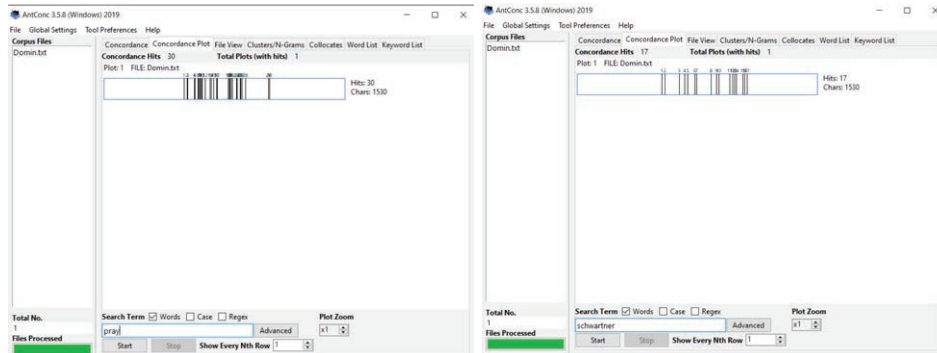 AntConc 3.5.8 (Windows) 2019
File Global Settings Tool Preferences Help
Corpus Files
Domin.txt
Concordance Concordance Plot File View Clusters/N-Grams Collocates Word List Keyword List
Concordance Hits 30 Total Plots (with hits) 1
Plot: 1 FILE: Domin.txt
Hits: 30
Chars: 1530
Total No.
1
Files Processed
Search Term Words Case Regex
pray
Advanced
Start Stop Show Every Nth Row 1
Plot Zoom
x1
AntConc 3.5.8 (Windows) 2019
File Global Settings Tool Preferences Help
Corpus Files
Domin.txt
Concordance Concordance Plot File View Clusters/N-Grams Collocates Word List Keyword List
Concordance Hits 17 Total Plots (with hits) 1
Plot: 1 FILE: Domin.txt
Hits: 17
Chars: 1530
Total No.
1
Files Processed
Search Term Words Case Regex
schwartner
Advanced
Start Stop Show Every Nth Row 1
Plot Zoom
x1